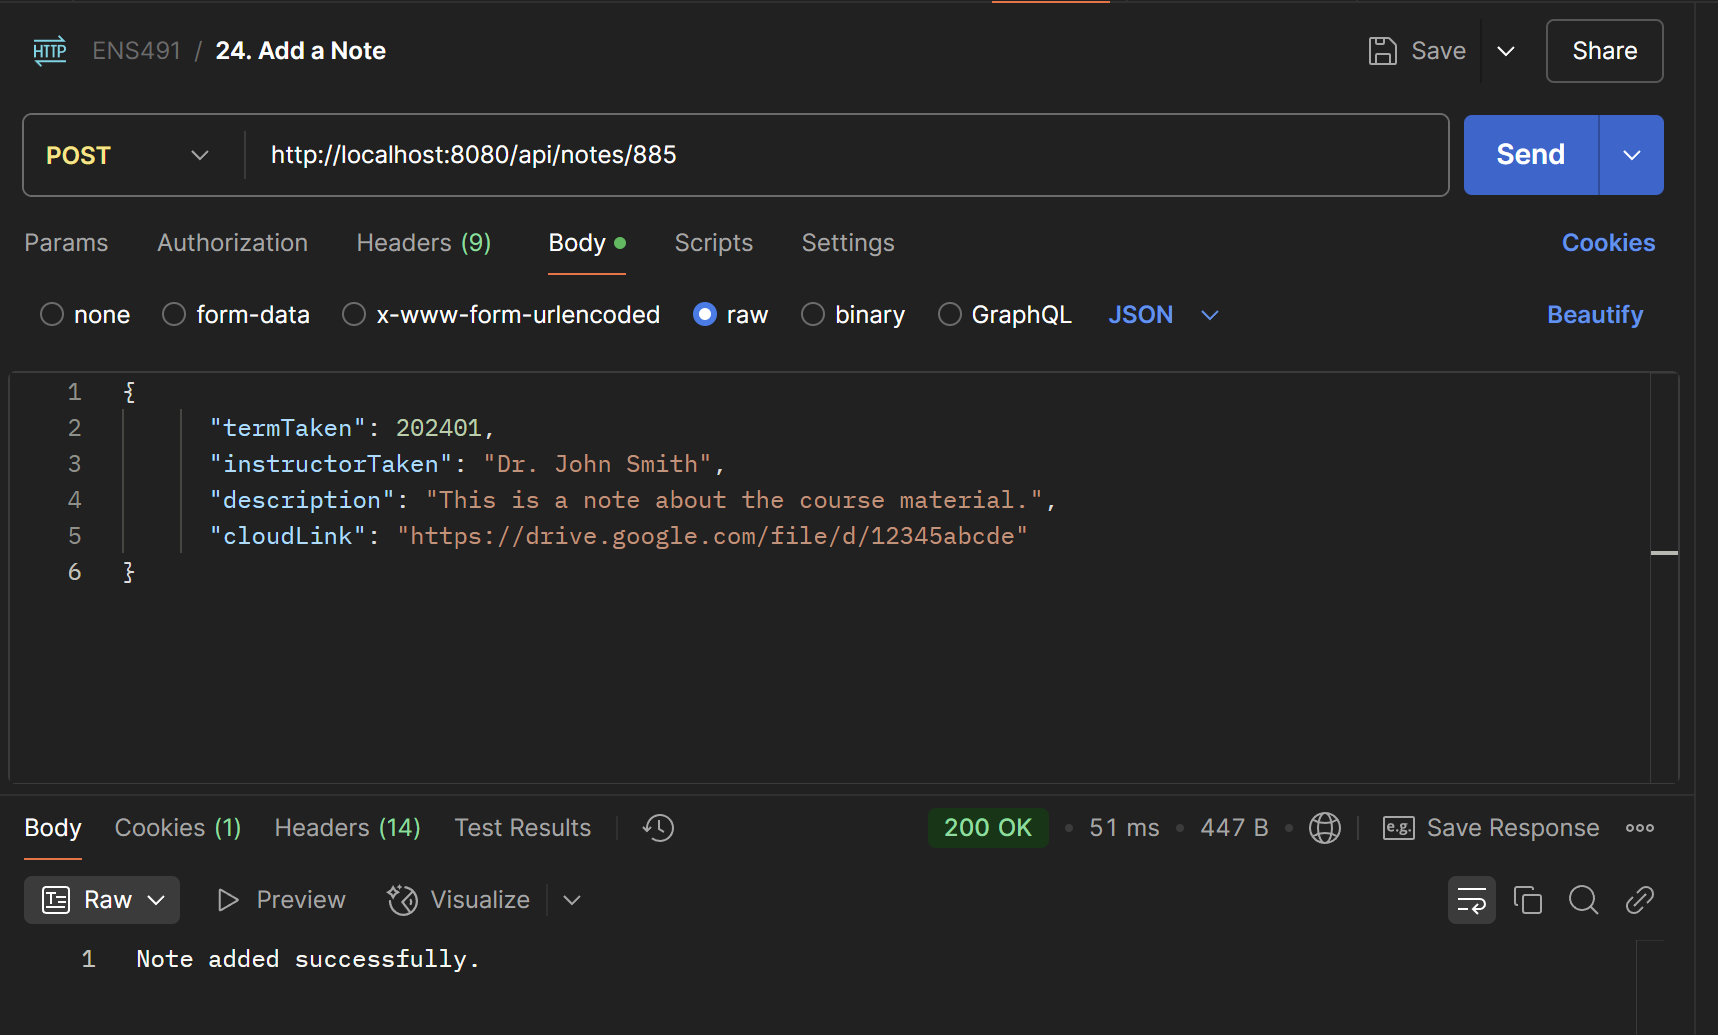 HTTP ENS491 / 24. Add a Note Save Share
POST http://localhost:8080/api/notes/885 Send
Params Authorization Headers (9) Body Scripts Settings Cookies
none form-data x-www-form-urlencoded raw binary GraphQL JSON Beautify
1 {
2 "termTaken": 202401,
3 "instructorTaken": "Dr. John Smith",
4 "description": "This is a note about the course material.",
5 "cloudLink": "https://drive.google.com/file/d/12345abcde"
6 }
Body Cookies (1) Headers (14) Test Results 200 OK • 51 ms • 447 B • e.g. Save Response
Raw Preview Visualize
1 Note added successfully.